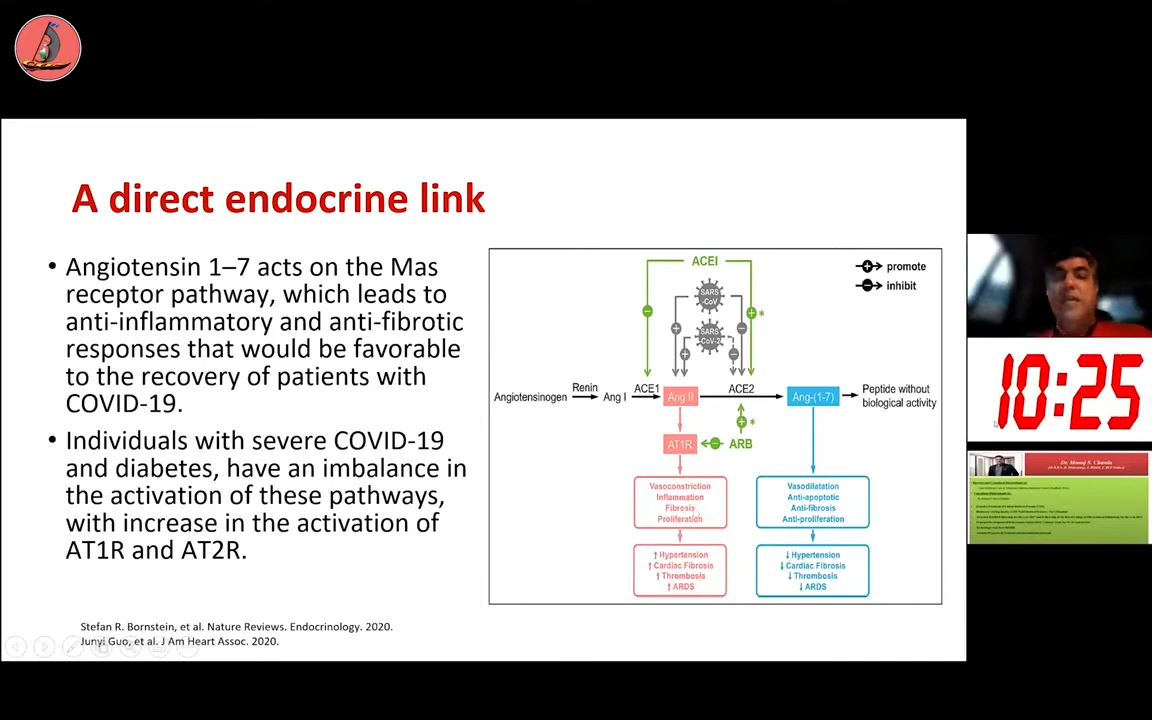 A direct endocrine link
• Angiotensin 1–7 acts on the Mas
receptor pathway, which leads to
anti-inflammatory and anti-fibrotic
responses that would be favorable
to the recovery of patients with
COVID-19.
• Individuals with severe COVID-19
and diabetes, have an imbalance in
the activation of these pathways,
with increase in the activation of
AT1R and AT2R.
ACEI
promote
inhibit
SARS
-CoV
*
SARS
-CoV-2
Angiotensinogen
Renin
Ang I
ACE1
Ang II
ACE2
Ang-(1-7)
Peptide without
biological activity
*
AT1R
ARB
Vasoconstriction
Inflammation
Fibrosis
Proliferation
Vasodilatation
Anti-apoptic
Anti-fibrosis
Anti-proliferation
↑ Hypertension
↑ Cardiac Fibrosis
↑ Thrombosis
↑ ARDS
↓ Hypertension
↓ Cardiac Fibrosis
↓ Thrombosis
↓ ARDS
Stefan R. Bornstein, et al. Nature Reviews. Endocrinology. 2020.
Junyi Guo, et al. J Am Heart Assoc. 2020.
10:25
Dr. Manoj S. Chawla